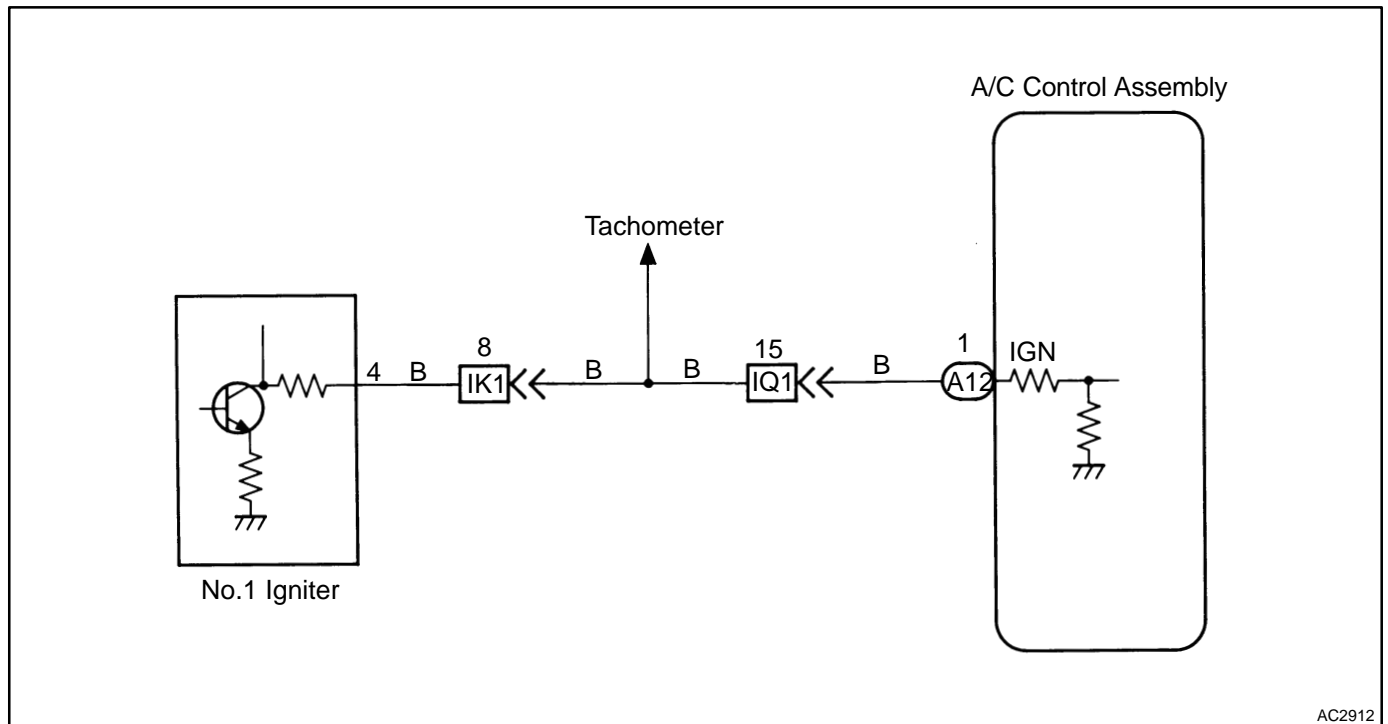 A/C Control Assembly
Tachometer
4 B 8 IK1 B B 15 IQ1 B 1 A12 IGN
No.1 Igniter
AC2912